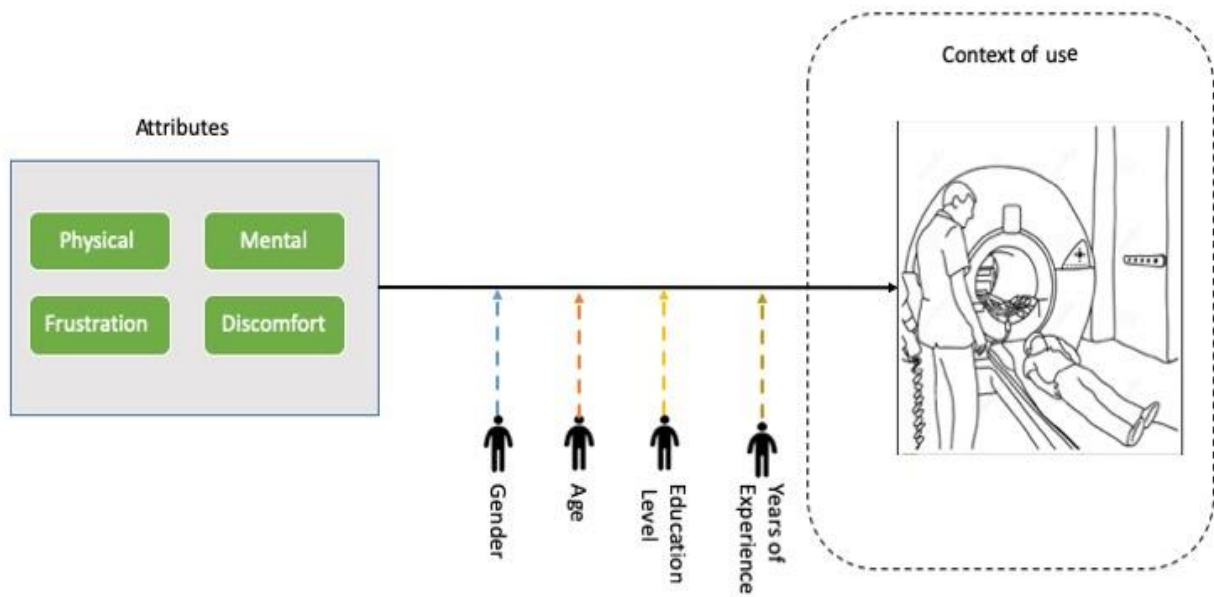 Context of use
Attributes
Physical
Mental
Frustration
Discomfort
Gender
Age
Education
Level
Years of
Experience